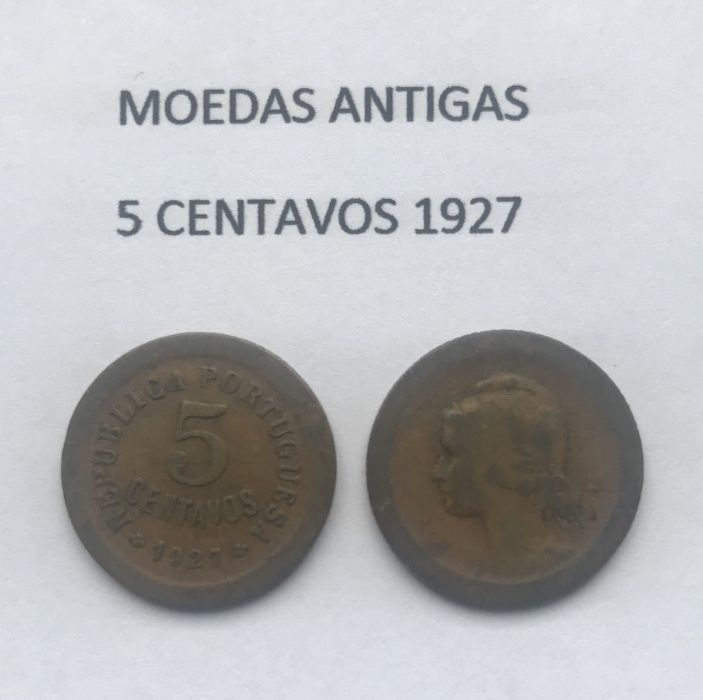 MOEDAS ANTIGAS
5 CENTAVOS 1927
REPUBLICA PORTUGUESA
5
CENTAVOS
* 1927 *